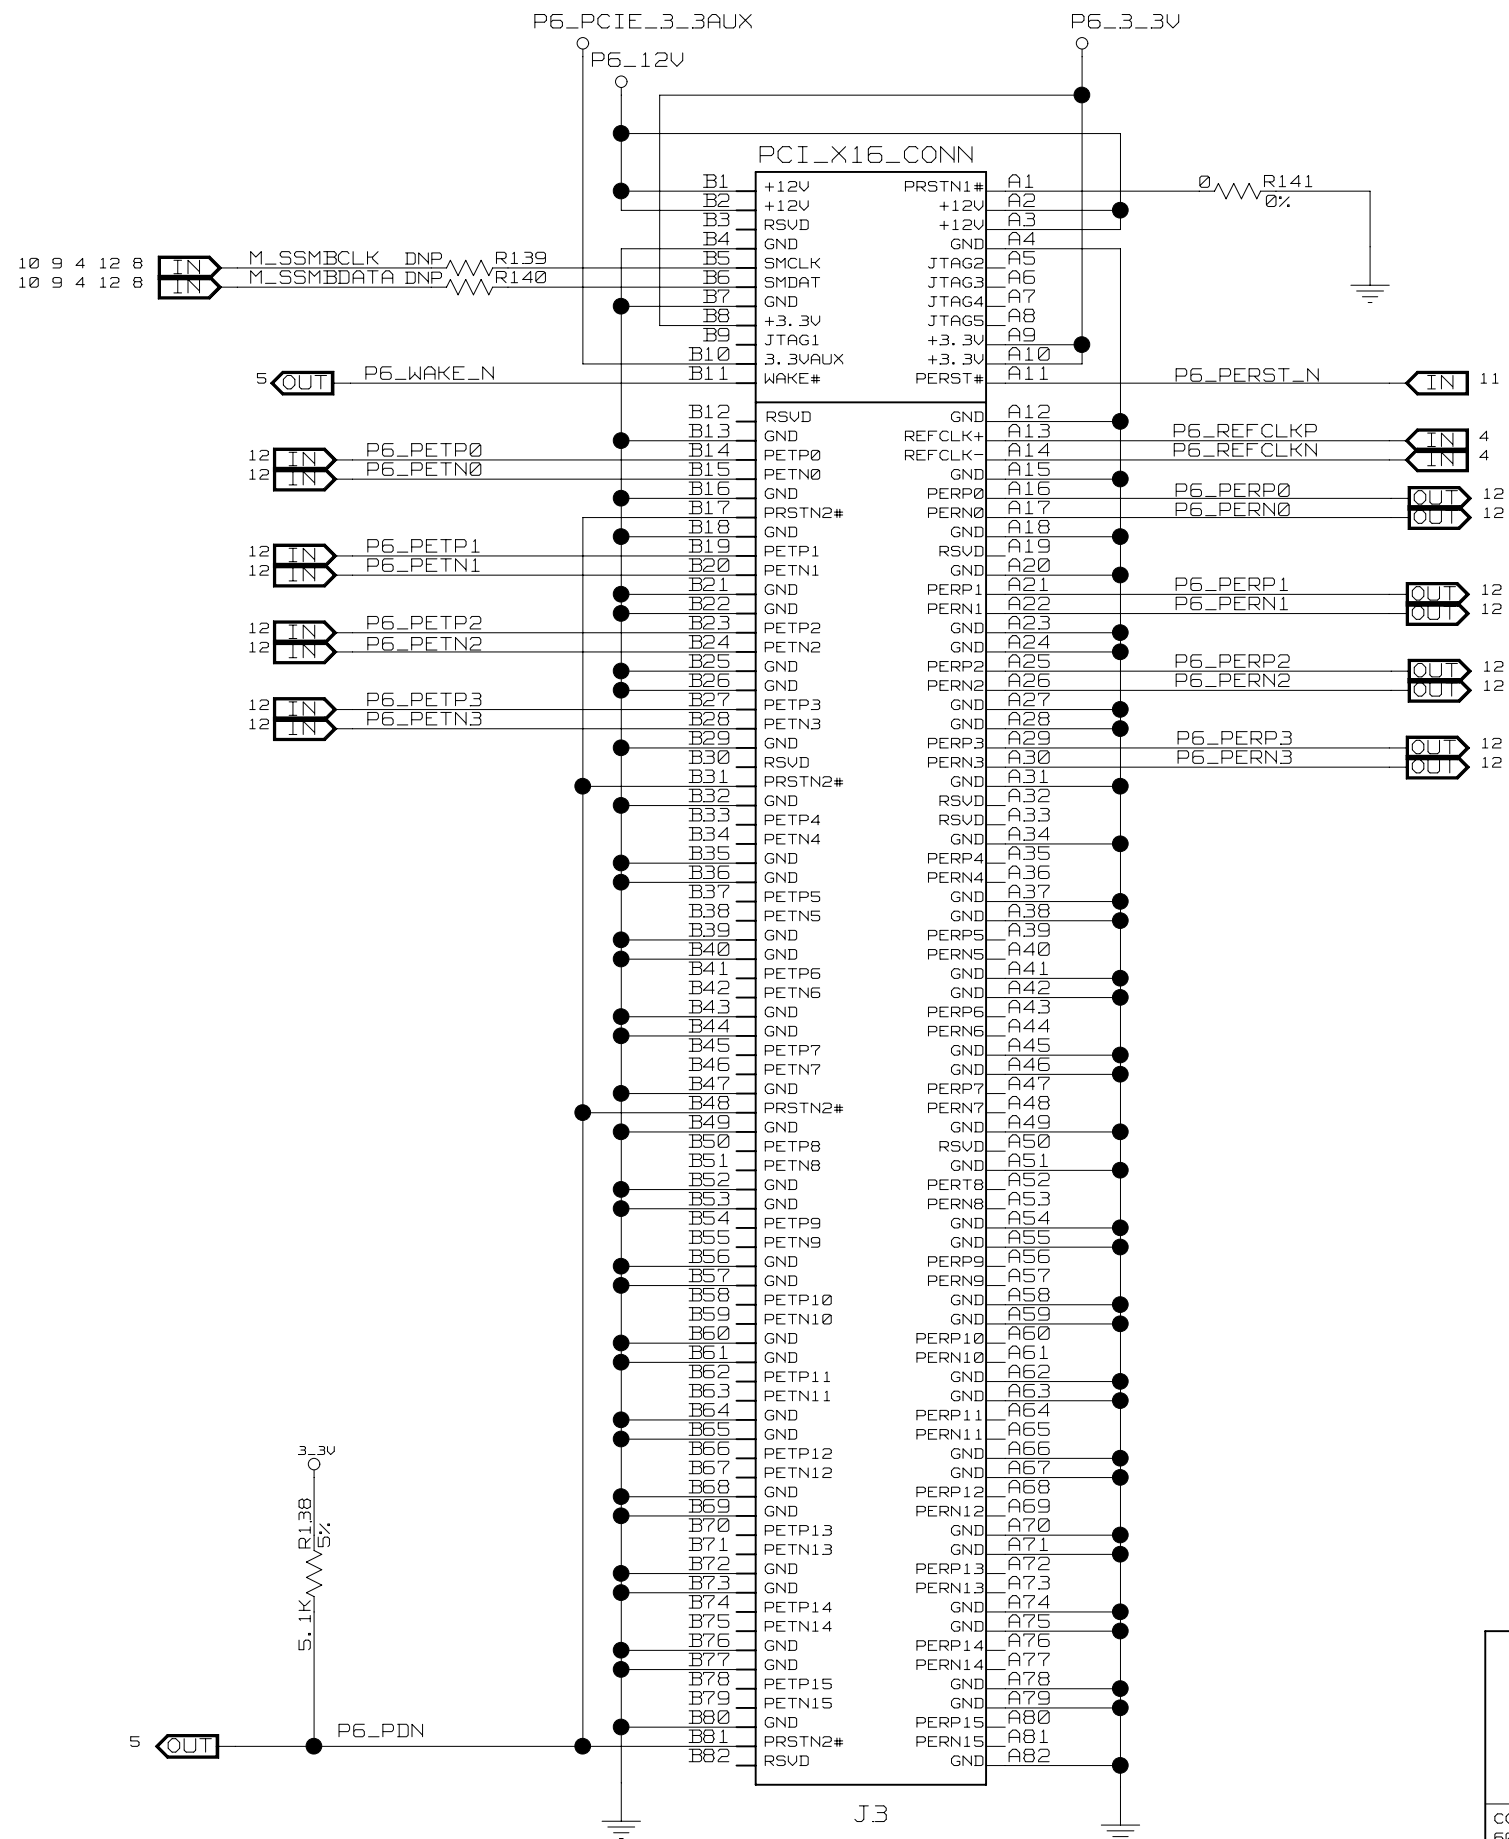 P6_PCIE_3_3AUX
P6_3_3V
P6_12V
PCI_X16_CONN
B1 +12V PRSTN1# A1 0 R141
0%
B2 +12V +12V A2
B3 RSVD +12V A3
B4 GND GND A4
10 9 4 12 8 IN M_SSMBCLK DNP R139 B5 SMCLK JTAG2 A5
10 9 4 12 8 IN M_SSMBDATA DNP R140 B6 SMDAT JTAG3 A6
B7 GND JTAG4 A7
B8 +3.3V JTAG5 A8
B9 JTAG1 +3.3V A9
B10 3.3VAUX +3.3V A10
5 OUT P6_WAKE_N B11 WAKE# PERST# A11 P6_PERST_N IN 11
B12 RSVD GND A12
B13 GND REFCLK+ A13 P6_REFCLKP IN 4
12 IN P6_PETP0 B14 PETP0 REFCLK- A14 P6_REFCLKN IN 4
12 IN P6_PETN0 B15 PETN0 GND A15
B16 GND PERP0 A16 P6_PERP0 OUT 12
B17 PRSTN2# PERN0 A17 P6_PERN0 OUT 12
B18 GND GND A18
12 IN P6_PETP1 B19 PETP1 RSVD A19
12 IN P6_PETN1 B20 PETN1 GND A20
B21 GND PERP1 A21 P6_PERP1 OUT 12
B22 GND PERN1 A22 P6_PERN1 OUT 12
12 IN P6_PETP2 B23 PETP2 GND A23
12 IN P6_PETN2 B24 PETN2 GND A24
B25 GND PERP2 A25 P6_PERP2 OUT 12
B26 GND PERN2 A26 P6_PERN2 OUT 12
12 IN P6_PETP3 B27 PETP3 GND A27
12 IN P6_PETN3 B28 PETN3 GND A28
B29 GND PERP3 A29 P6_PERP3 OUT 12
B30 RSVD PERN3 A30 P6_PERN3 OUT 12
B31 PRSTN2# GND A31
B32 GND RSVD A32
B33 PETP4 RSVD A33
B34 PETN4 GND A34
B35 GND PERP4 A35
B36 GND PERN4 A36
B37 PETP5 GND A37
B38 PETN5 GND A38
B39 GND PERP5 A39
B40 GND PERN5 A40
B41 PETP6 GND A41
B42 PETN6 GND A42
B43 GND PERP6 A43
B44 GND PERN6 A44
B45 PETP7 GND A45
B46 PETN7 GND A46
B47 GND PERP7 A47
B48 PRSTN2# PERN7 A48
B49 GND GND A49
B50 PETP8 RSVD A50
B51 PETN8 GND A51
B52 GND PERT8 A52
B53 GND PERN8 A53
B54 PETP9 GND A54
B55 PETN9 GND A55
B56 GND PERP9 A56
B57 GND PERN9 A57
B58 PETP10 GND A58
B59 PETN10 GND A59
B60 GND PERP10 A60
B61 GND PERN10 A61
B62 PETP11 GND A62
B63 PETN11 GND A63
B64 GND PERP11 A64
B65 GND PERN11 A65
B66 PETP12 GND A66
B67 PETN12 GND A67
B68 GND PERP12 A68
B69 GND PERN12 A69
B70 PETP13 GND A70
B71 PETN13 GND A71
B72 GND PERP13 A72
B73 GND PERN13 A73
B74 PETP14 GND A74
B75 PETN14 GND A75
B76 GND PERP14 A76
B77 GND PERN14 A77
B78 PETP15 GND A78
B79 PETN15 GND A79
B80 GND PERP15 A80
B81 PRSTN2# PERN15 A81
B82 RSVD GND A82
3_3V
R138
5%
5.1K
5 OUT P6_PDN
J3